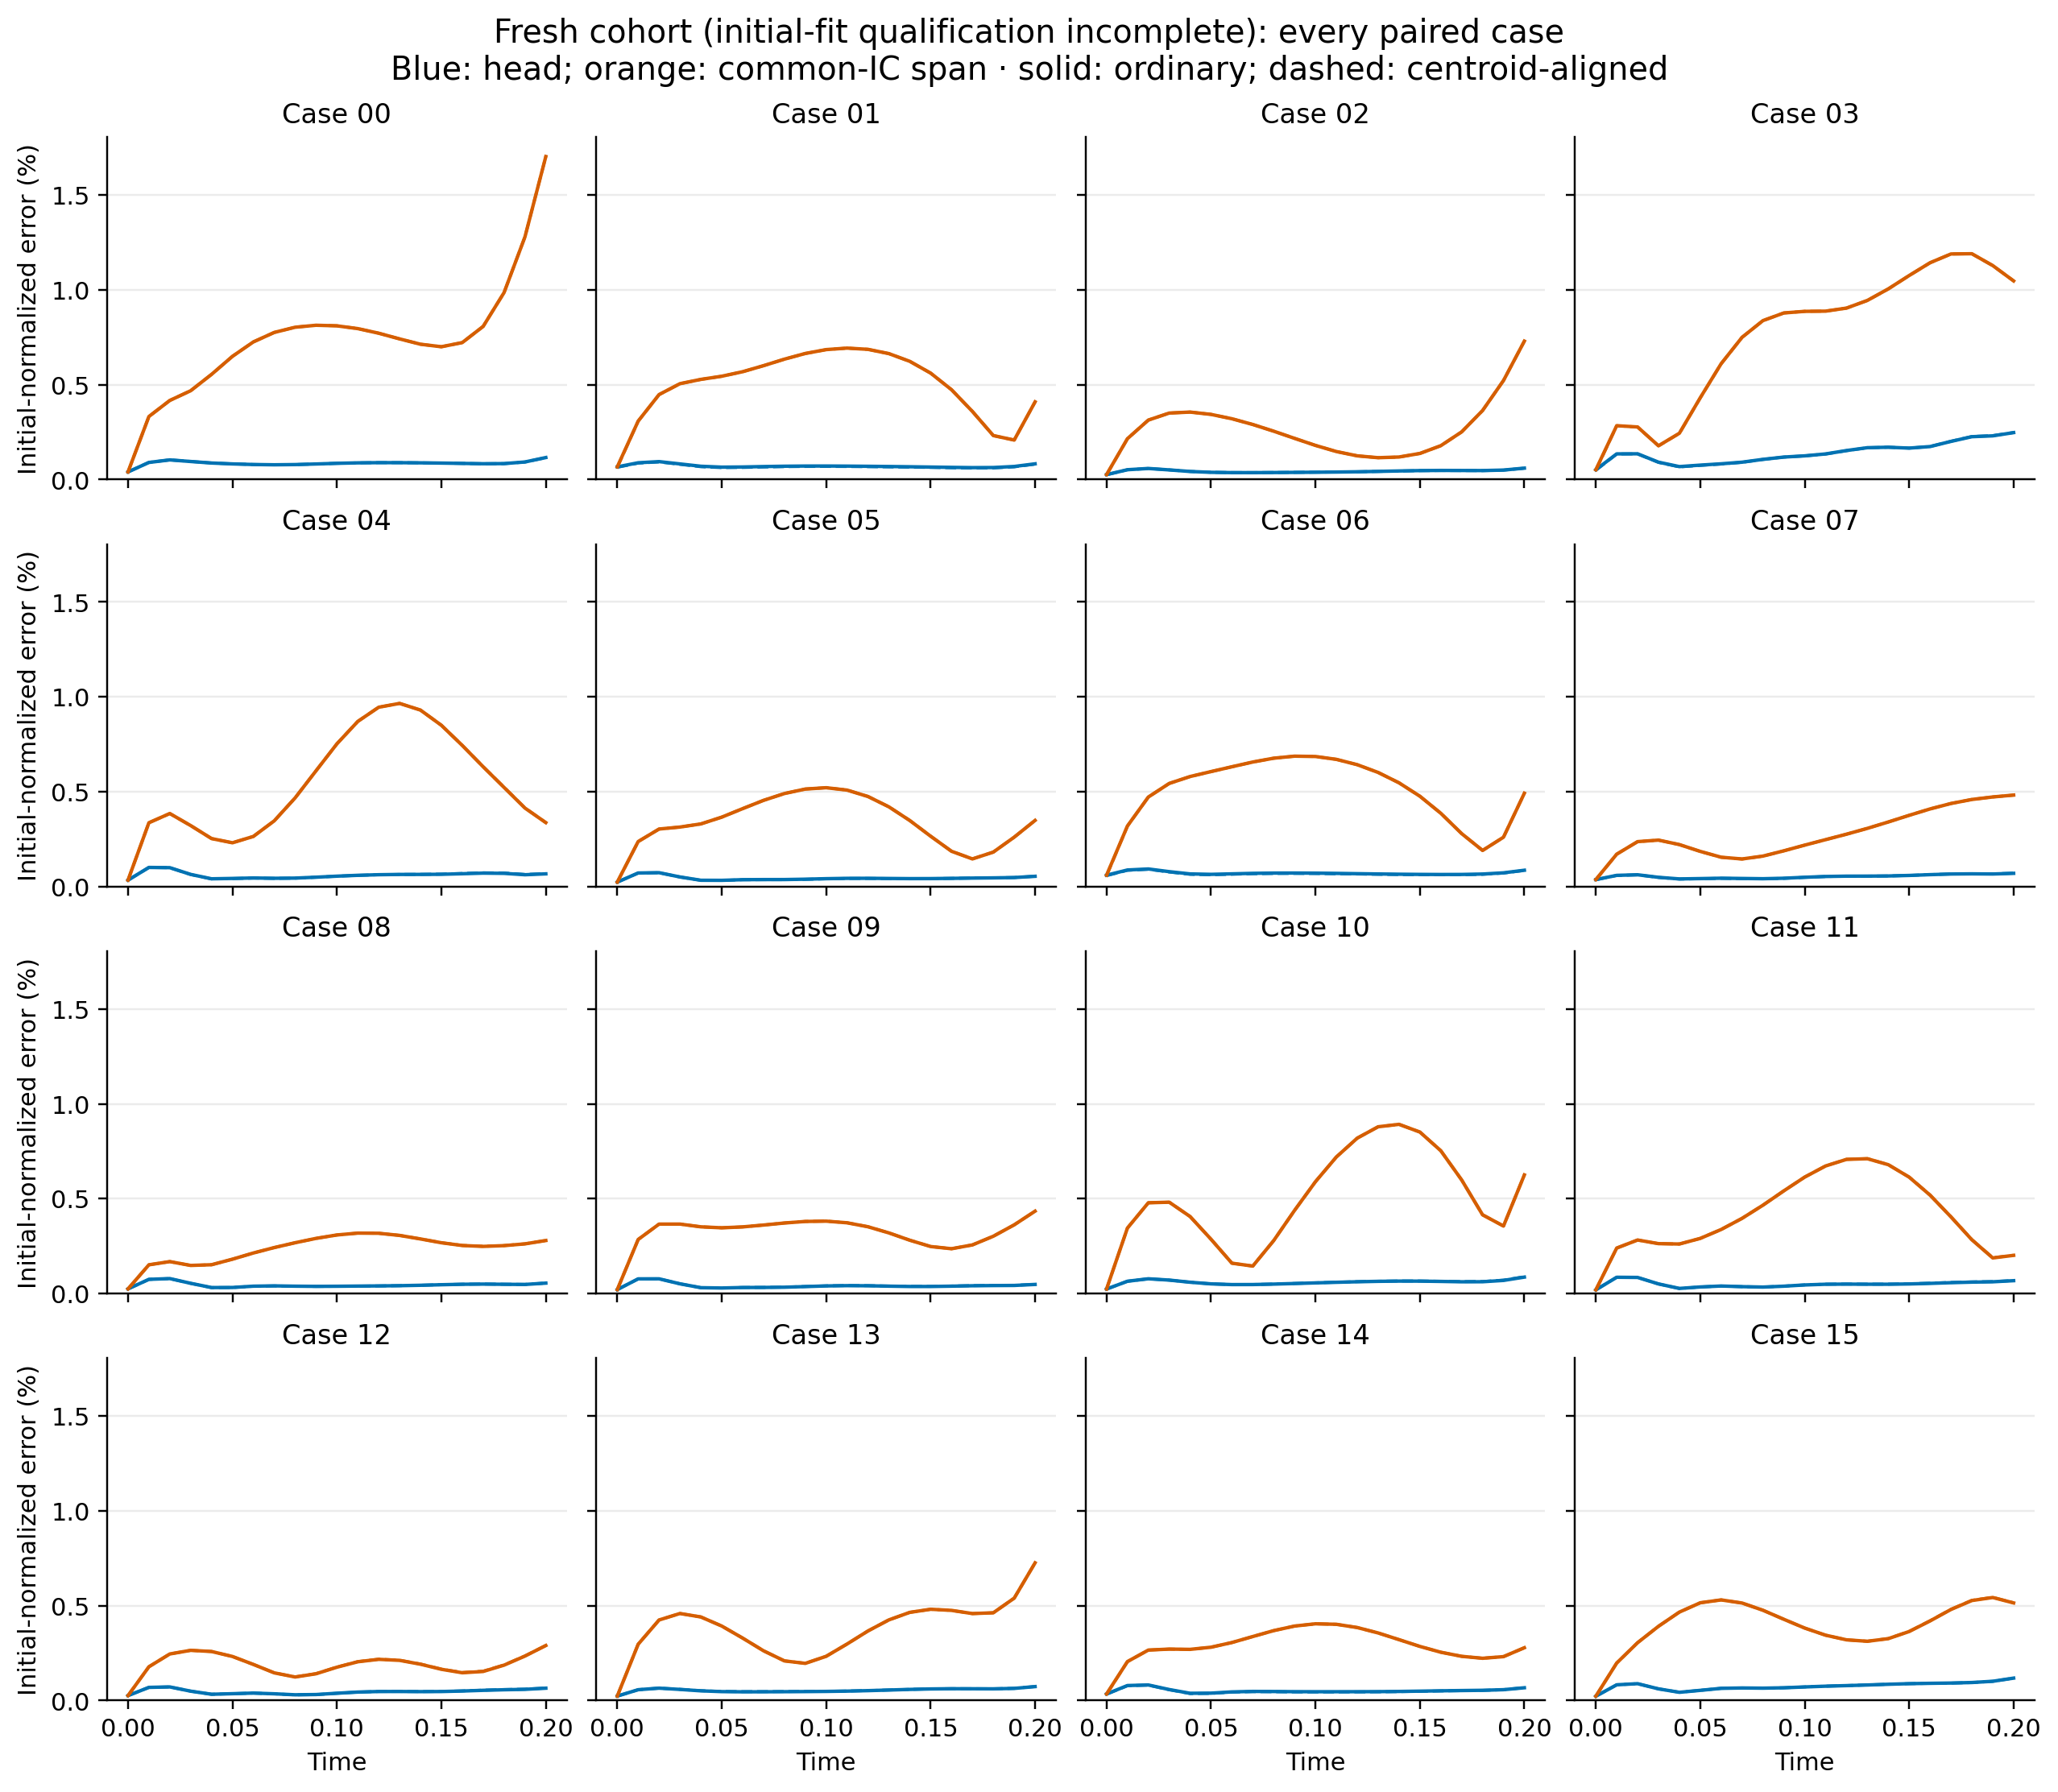 Fresh cohort (initial-fit qualification incomplete): every paired case
Blue: head; orange: common-IC span · solid: ordinary; dashed: centroid-aligned
Case 00
Case 01
Case 02
Case 03
Initial-normalized error (%)
1.5
1.0
0.5
0.0
Case 04
Case 05
Case 06
Case 07
Initial-normalized error (%)
1.5
1.0
0.5
0.0
Case 08
Case 09
Case 10
Case 11
Initial-normalized error (%)
1.5
1.0
0.5
0.0
Case 12
Case 13
Case 14
Case 15
Initial-normalized error (%)
1.5
1.0
0.5
0.0
0.00 0.05 0.10 0.15 0.20
0.00 0.05 0.10 0.15 0.20
0.00 0.05 0.10 0.15 0.20
0.00 0.05 0.10 0.15 0.20
Time
Time
Time
Time